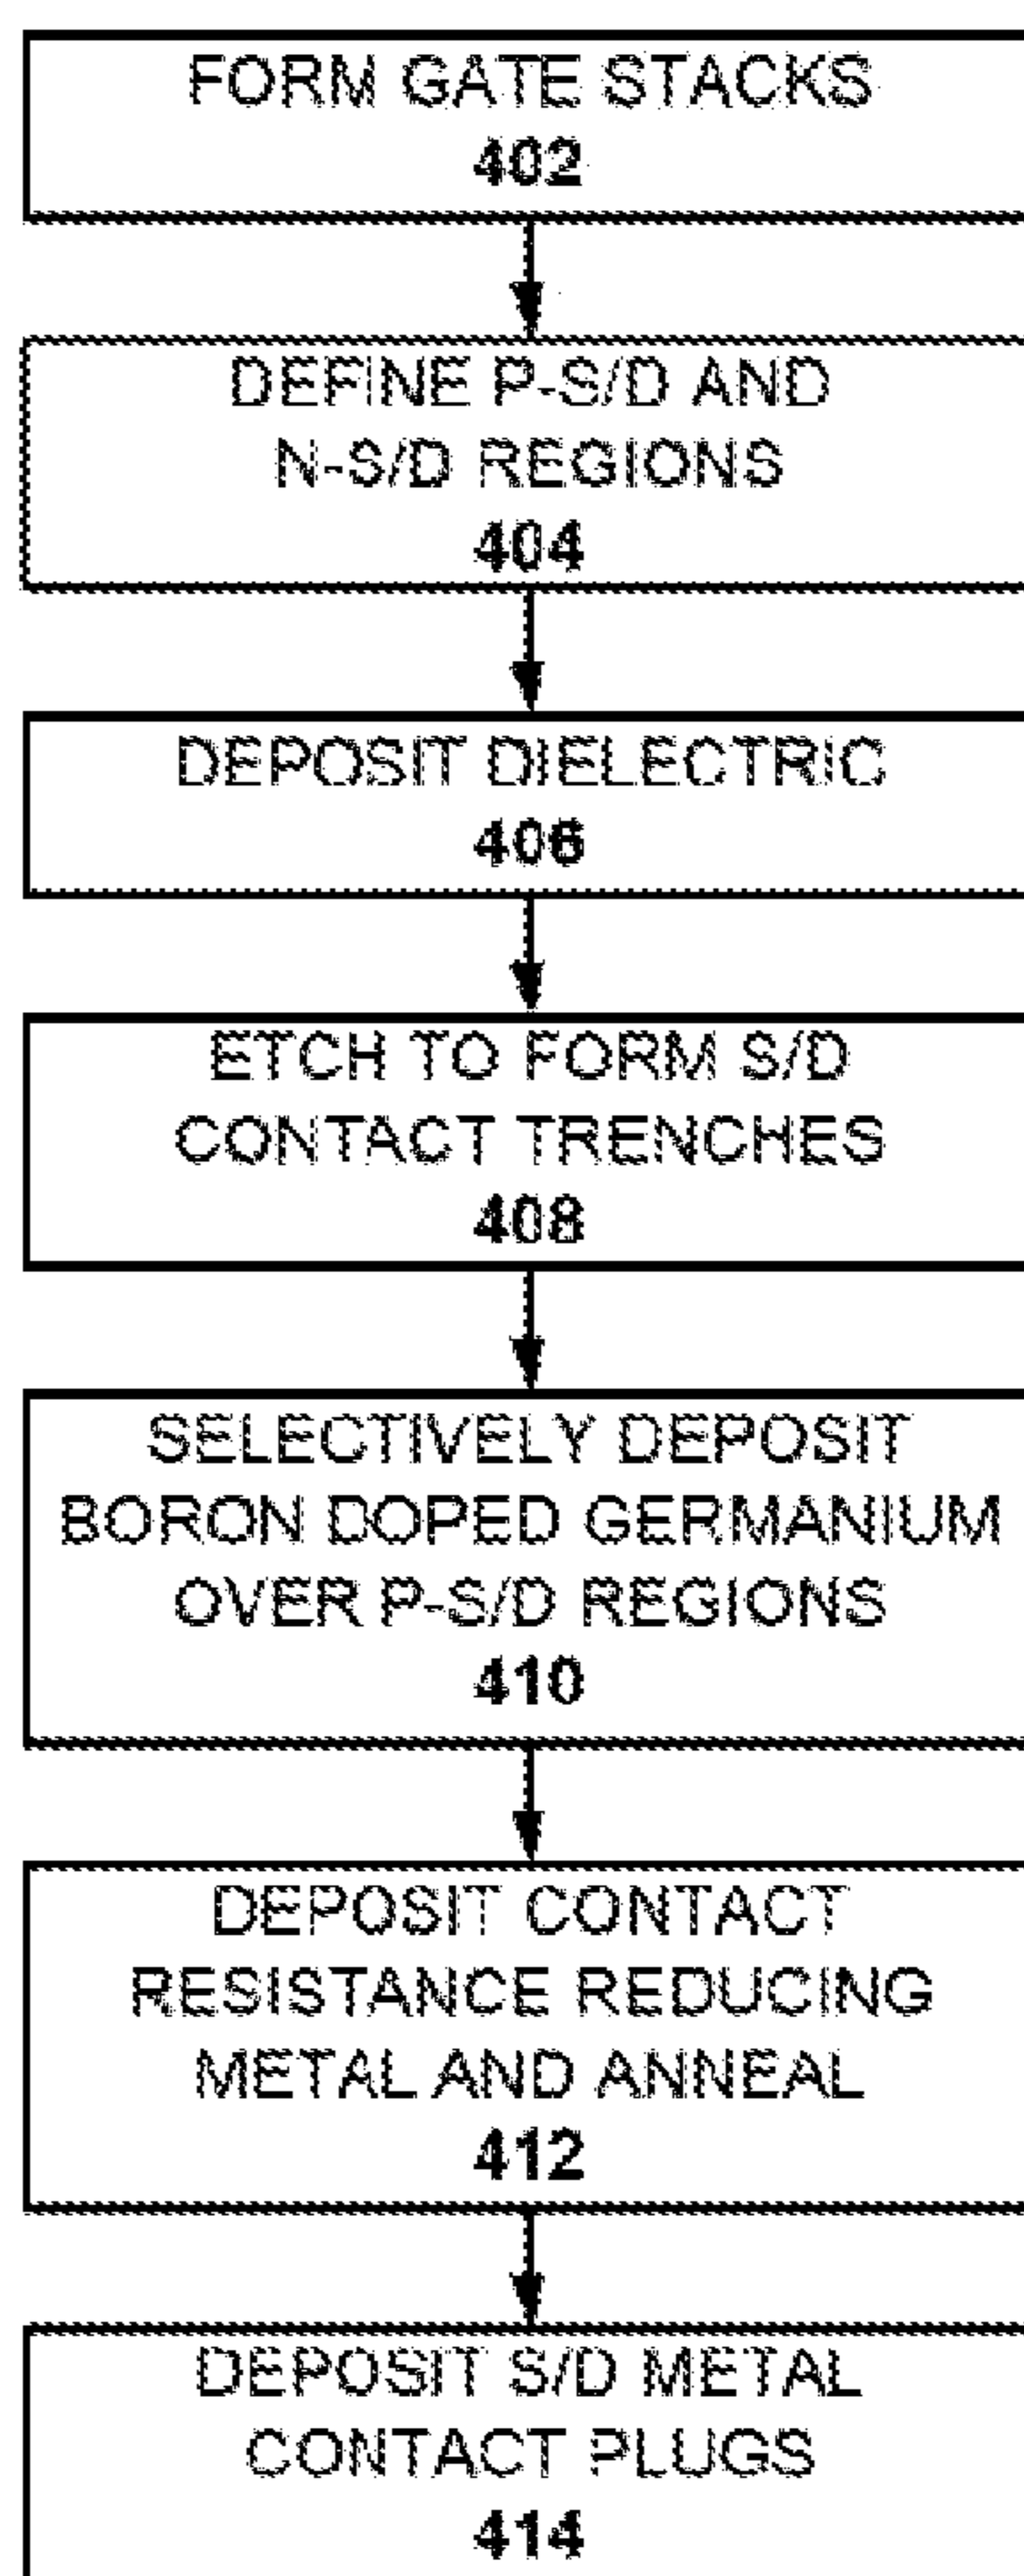 FORM GATE STACKS
402
DEFINE P-S/D AND
N-S/D REGIONS
404
DEPOSIT DIELECTRIC
406
ETCH TO FORM S/D
CONTACT TRENCHES
408
SELECTIVELY DEPOSIT
BORON DOPED GERMANIUM
OVER P-S/D REGIONS
410
DEPOSIT CONTACT
RESISTANCE REDUCING
METAL AND ANNEAL
412
DEPOSIT S/D METAL
CONTACT PLUGS
414